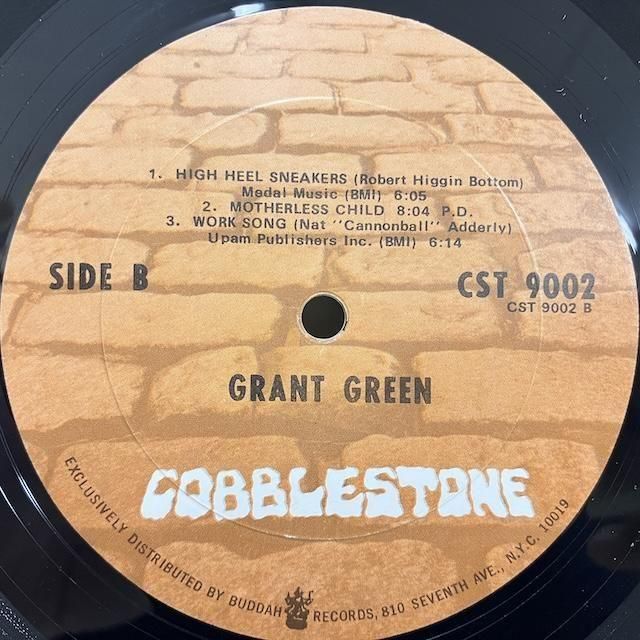 1. HIGH HEEL SNEAKERS (Robert Higgin Bottom)
Medal Music (BMI) 6:05
2. MOTHERLESS CHILD 8:04 P.D.
3. WORK SONG (Nat "Cannonball" Adderly)
Upam Publishers Inc. (BMI) 6:14
SIDE B
CST 9002
CST 9002 B
GRANT GREEN
COBBLESTONE
EXCLUSIVELY DISTRIBUTED BY BUDDAH RECORDS, 810 SEVENTH AVE., N.Y.C. 10019